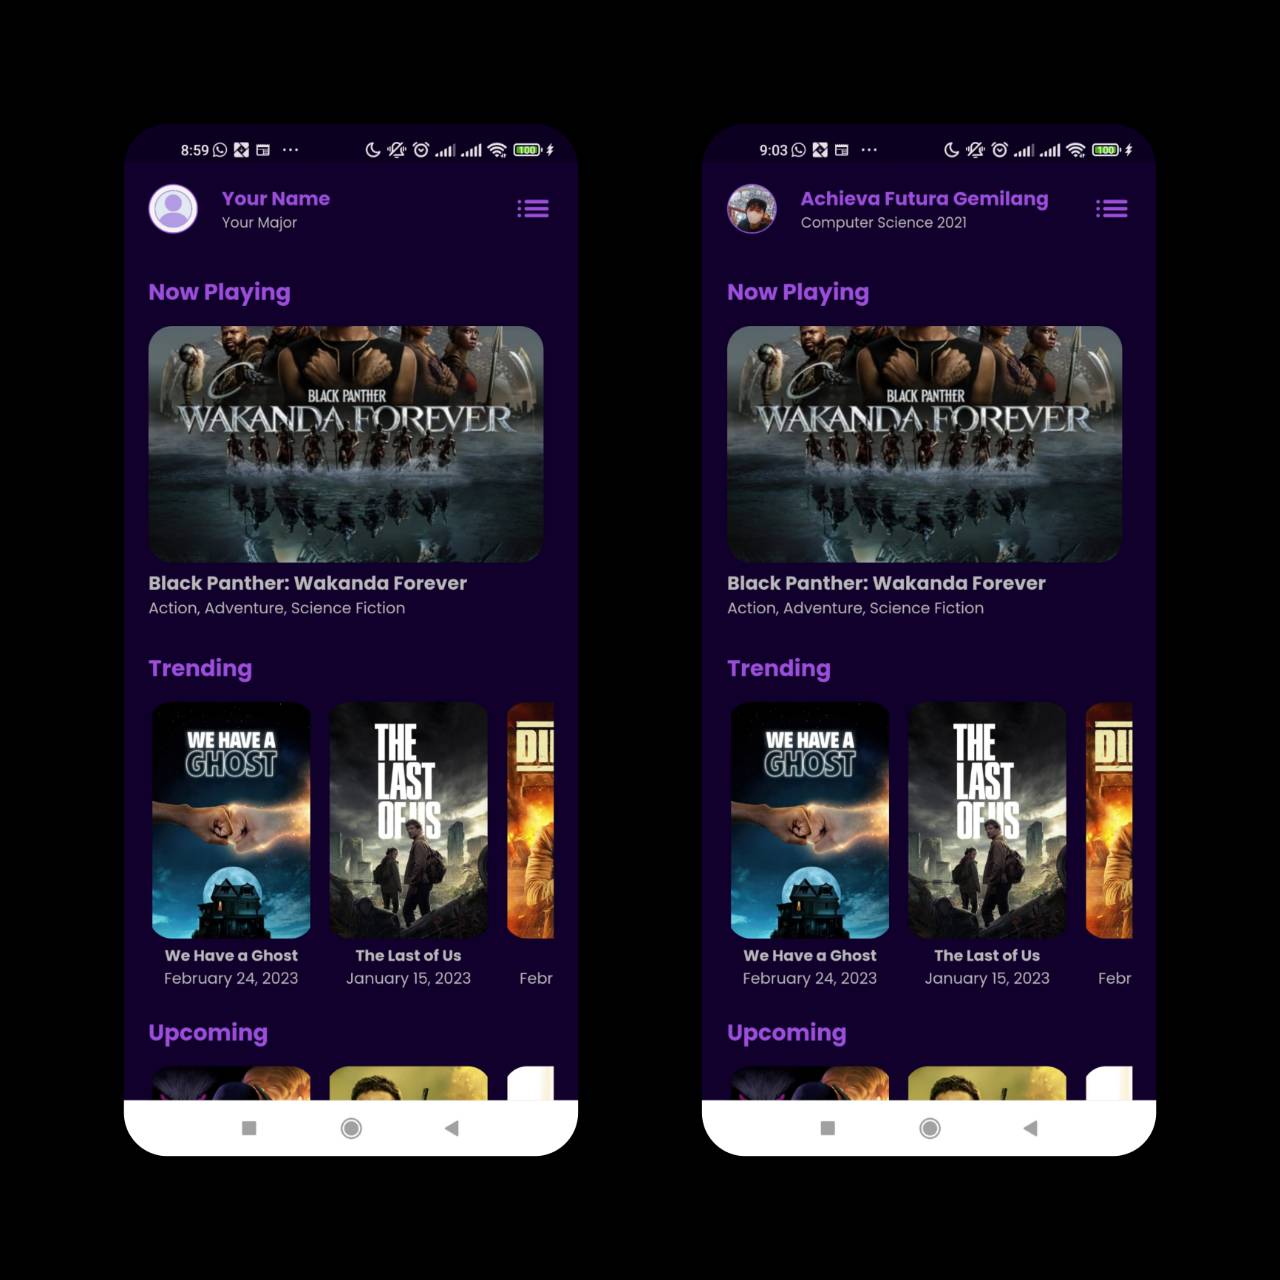 8:59
100
Your Name
Your Major
Now Playing
BLACK PANTHER
WAKANDA FOREVER
Black Panther: Wakanda Forever
Action, Adventure, Science Fiction
Trending
WE HAVE A
GHOST
THE
LAST
OF US
DI
We Have a Ghost
The Last of Us
February 24, 2023
January 15, 2023
Febr
Upcoming
9:03
100
Achieva Futura Gemilang
Computer Science 2021
Now Playing
BLACK PANTHER
WAKANDA FOREVER
Black Panther: Wakanda Forever
Action, Adventure, Science Fiction
Trending
WE HAVE A
GHOST
THE
LAST
OF US
DI
We Have a Ghost
The Last of Us
February 24, 2023
January 15, 2023
Febr
Upcoming